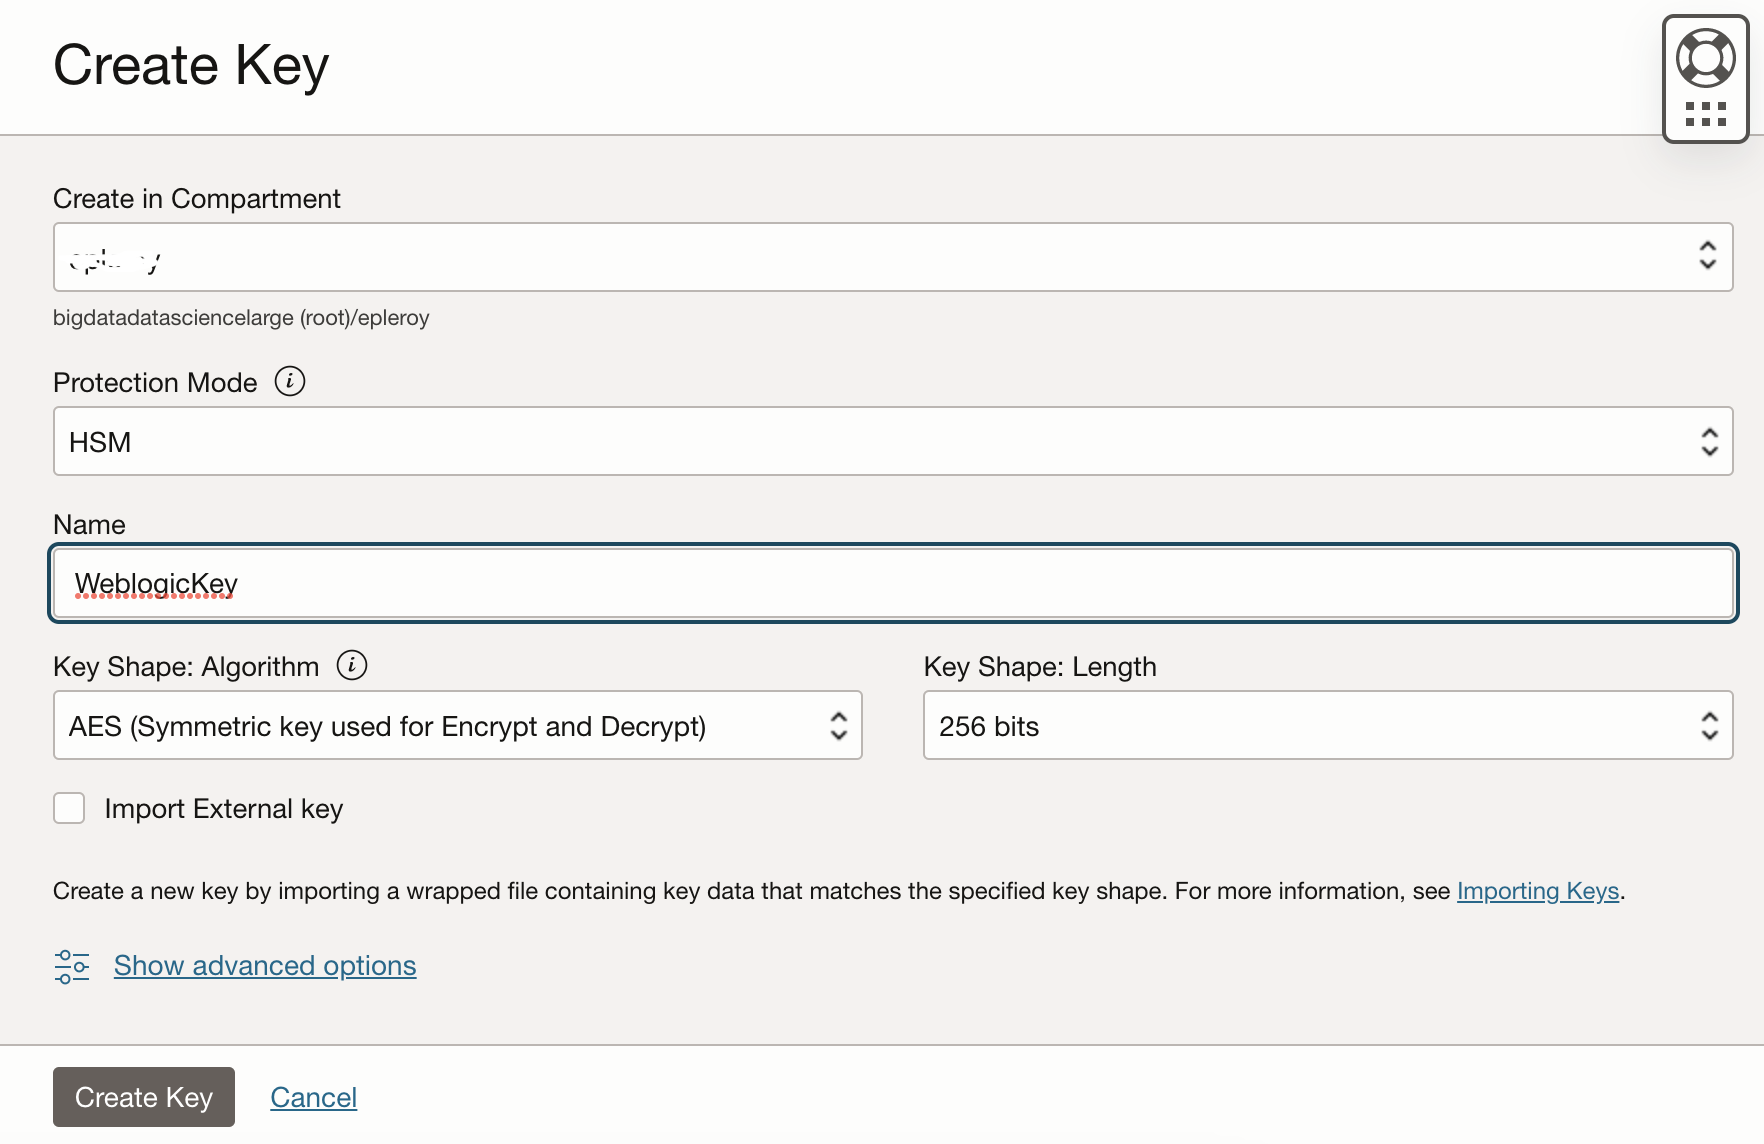 Create Key
Create in Compartment
bigdatadatasciencelarge (root)/epleroy
Protection Mode
HSM
Name
WeblogicKey
Key Shape: Algorithm
Key Shape: Length
AES (Symmetric key used for Encrypt and Decrypt)
256 bits
Import External key
Create a new key by importing a wrapped file containing key data that matches the specified key shape. For more information, see Importing Keys.
Show advanced options
Create Key
Cancel